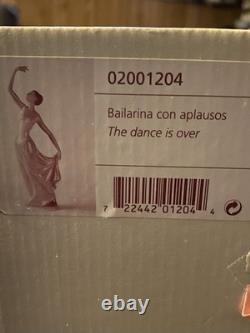 02001204
Bailarina con aplausos
The dance is over
7 22442 01204 4